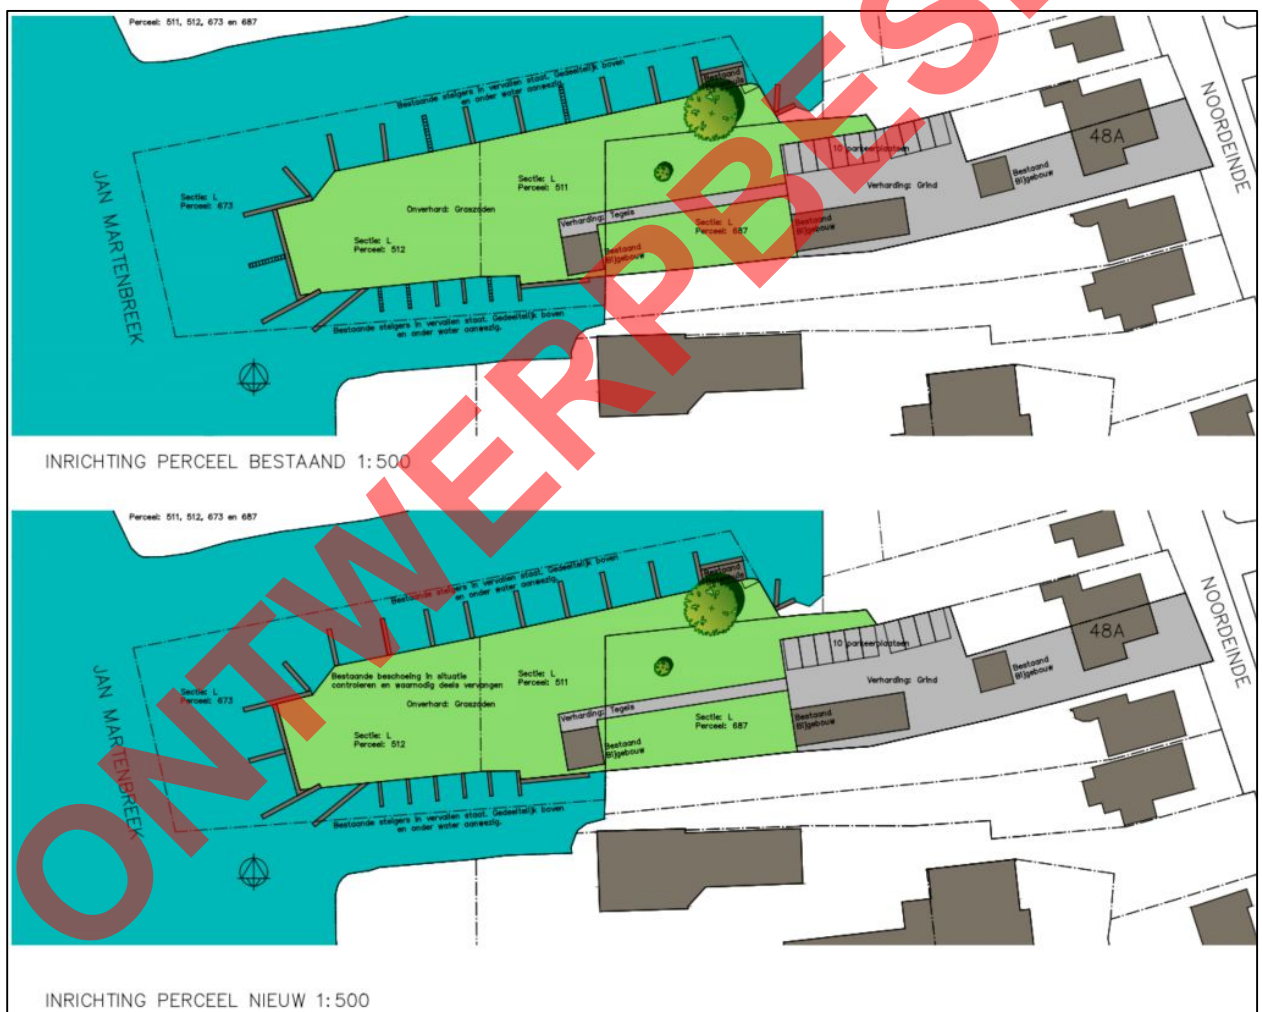 Perceel: 511, 512, 673 en 687
Bestaande steigers in vervallen staat. Gedeeltelijk boven
en onder water aanwezig.
Bestaand
10 parkeerplaatsen
48A
NOORDEINDE
Bestaand
Bijgebouw
Verharding: Grind
Sectie: L
Perceel: 511
Sectie: L
Perceel: 673
JAN MARTENBREEK
Onverhard: Graszoden
Verharding: Tegels
Sectie: L
Perceel: 687
Bestaand
Bijgebouw
Sectie: L
Perceel: 512
Bestaand
Bijgebouw
Bestaande steigers in vervallen staat. Gedeeltelijk boven
en onder water aanwezig.
INRICHTING PERCEEL BESTAAND 1:500
Perceel: 511, 512, 673 en 687
Bestaande steigers in vervallen staat. Gedeeltelijk boven
en onder water aanwezig.
Bestaand
10 parkeerplaatsen
48A
NOORDEINDE
Bestaand
Bijgebouw
Verharding: Grind
Bestaande beschoeiing in situatie
controleren en waarnodig deels vervangen
Sectie: L
Perceel: 511
Sectie: L
Perceel: 673
JAN MARTENBREEK
Onverhard: Graszoden
Verharding: Tegels
Sectie: L
Perceel: 687
Bestaand
Bijgebouw
Sectie: L
Perceel: 512
Bestaand
Bijgebouw
Bestaande steigers in vervallen staat. Gedeeltelijk boven
en onder water aanwezig.
INRICHTING PERCEEL NIEUW 1:500
ONTWERPBES